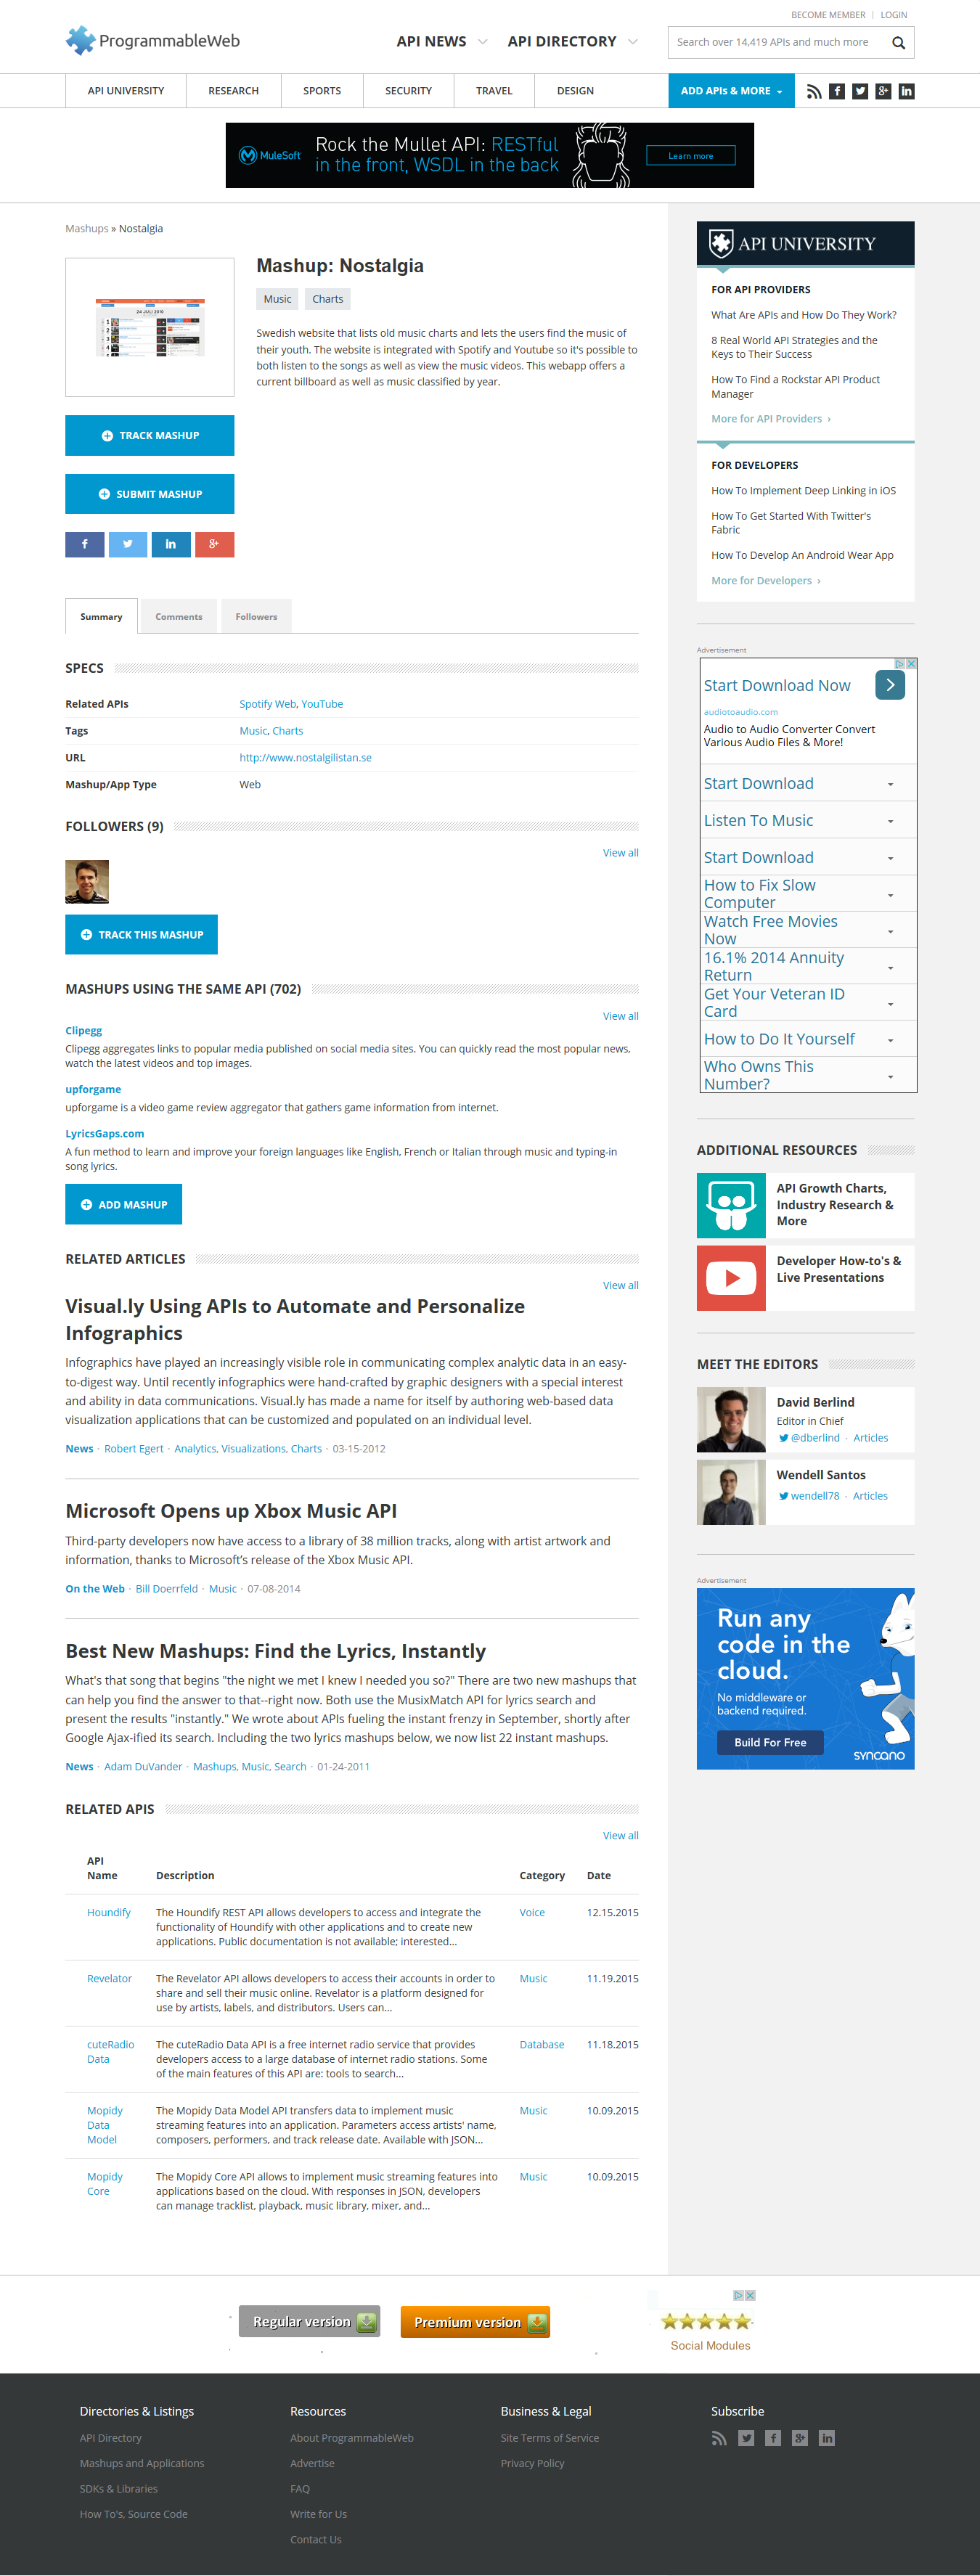 BECOME MEMBER | LOGIN
ProgrammableWeb
API NEWS
API DIRECTORY
Search over 14,419 APIs and much more
API UNIVERSITY
RESEARCH
SPORTS
SECURITY
TRAVEL
DESIGN
ADD APIs & MORE
MuleSoft
Rock the Mullet API: RESTful
in the front, WSDL in the back
Learn more
Mashups » Nostalgia
24 JULI 2010
Mashup: Nostalgia
Music
Charts
Swedish website that lists old music charts and lets the users find the music of
their youth. The website is integrated with Spotify and Youtube so it's possible to
both listen to the songs as well as view the music videos. This webapp offers a
current billboard as well as music classified by year.
TRACK MASHUP
SUBMIT MASHUP
Summary
Comments
Followers
SPECS
Related APIs
Spotify Web, YouTube
Tags
Music, Charts
URL
http://www.nostalgilistan.se
Mashup/App Type
Web
FOLLOWERS (9)
View all
TRACK THIS MASHUP
MASHUPS USING THE SAME API (702)
View all
Clipegg
Clipegg aggregates links to popular media published on social media sites. You can quickly read the most popular news,
watch the latest videos and top images.
upforgame
upforgame is a video game review aggregator that gathers game information from internet.
LyricsGaps.com
A fun method to learn and improve your foreign languages like English, French or Italian through music and typing-in
song lyrics.
ADD MASHUP
RELATED ARTICLES
View all
Visual.ly Using APIs to Automate and Personalize
Infographics
Infographics have played an increasingly visible role in communicating complex analytic data in an easy-
to-digest way. Until recently infographics were hand-crafted by graphic designers with a special interest
and ability in data communications. Visual.ly has made a name for itself by authoring web-based data
visualization applications that can be customized and populated on an individual level.
News · Robert Egert · Analytics, Visualizations, Charts · 03-15-2012
Microsoft Opens up Xbox Music API
Third-party developers now have access to a library of 38 million tracks, along with artist artwork and
information, thanks to Microsoft’s release of the Xbox Music API.
On the Web · Bill Doerrfeld · Music · 07-08-2014
Best New Mashups: Find the Lyrics, Instantly
What's that song that begins "the night we met I knew I needed you so?" There are two new mashups that
can help you find the answer to that--right now. Both use the MusixMatch API for lyrics search and
present the results "instantly." We wrote about APIs fueling the instant frenzy in September, shortly after
Google Ajax-ified its search. Including the two lyrics mashups below, we now list 22 instant mashups.
News · Adam DuVander · Mashups, Music, Search · 01-24-2011
RELATED APIS
View all
API
Name
Description
Category
Date
Houndify
The Houndify REST API allows developers to access and integrate the
functionality of Houndify with other applications and to create new
applications. Public documentation is not available; interested...
Voice
12.15.2015
Revelator
The Revelator API allows developers to access their accounts in order to
share and sell their music online. Revelator is a platform designed for
use by artists, labels, and distributors. Users can...
Music
11.19.2015
cuteRadio
Data
The cuteRadio Data API is a free internet radio service that provides
developers access to a large database of internet radio stations. Some
of the main features of this API are: tools to search...
Database
11.18.2015
Mopidy
Data
Model
The Mopidy Data Model API transfers data to implement music
streaming features into an application. Parameters access artists' name,
composers, performers, and track release date. Available with JSON...
Music
10.09.2015
Mopidy
Core
The Mopidy Core API allows to implement music streaming features into
applications based on the cloud. With responses in JSON, developers
can manage tracklist, playback, music library, mixer, and...
Music
10.09.2015
API UNIVERSITY
FOR API PROVIDERS
What Are APIs and How Do They Work?
8 Real World API Strategies and the
Keys to Their Success
How To Find a Rockstar API Product
Manager
More for API Providers ›
FOR DEVELOPERS
How To Implement Deep Linking in iOS
How To Get Started With Twitter's
Fabric
How To Develop An Android Wear App
More for Developers ›
Advertisement
Start Download Now
audiotoaudio.com
Audio to Audio Converter Convert
Various Audio Files & More!
Start Download
Listen To Music
Start Download
How to Fix Slow
Computer
Watch Free Movies
Now
16.1% 2014 Annuity
Return
Get Your Veteran ID
Card
How to Do It Yourself
Who Owns This
Number?
ADDITIONAL RESOURCES
API Growth Charts,
Industry Research &
More
Developer How-to's &
Live Presentations
MEET THE EDITORS
David Berlind
Editor in Chief
@dberlind · Articles
Wendell Santos
wendell78 · Articles
Advertisement
Run any
code in the
cloud.
No middleware or
backend required.
Build For Free
syncano
Regular version
Premium version
Social Modules
Directories & Listings
API Directory
Mashups and Applications
SDKs & Libraries
How To's, Source Code
Resources
About ProgrammableWeb
Advertise
FAQ
Write for Us
Contact Us
Business & Legal
Site Terms of Service
Privacy Policy
Subscribe